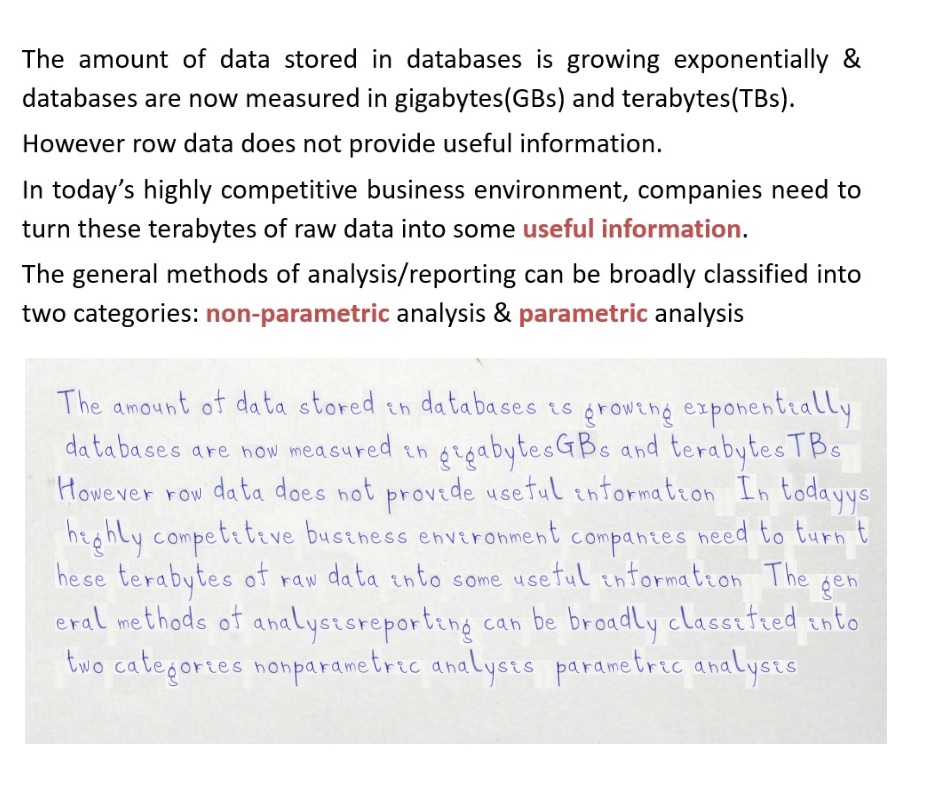 The amount of data stored in databases is growing exponentially &
databases are now measured in gigabytes(GBs) and terabytes(TBs).
However row data does not provide useful information.
In today's highly competitive business environment, companies need to
turn these terabytes of raw data into some useful information.
The general methods of analysis/reporting can be broadly classified into
two categories: non-parametric analysis & parametric analysis
The amount of data stored in databases is growing exponentially
databases are now measured in gigabytes GBs and terabytes TBs
However row data does not provide useful information In todayys
highly competitive business environment companies need to turn t
hese terabytes of raw data into some useful information The gen
eral methods of analysisreporting can be broadly classified into
two categories nonparametric analysis parametric analysis